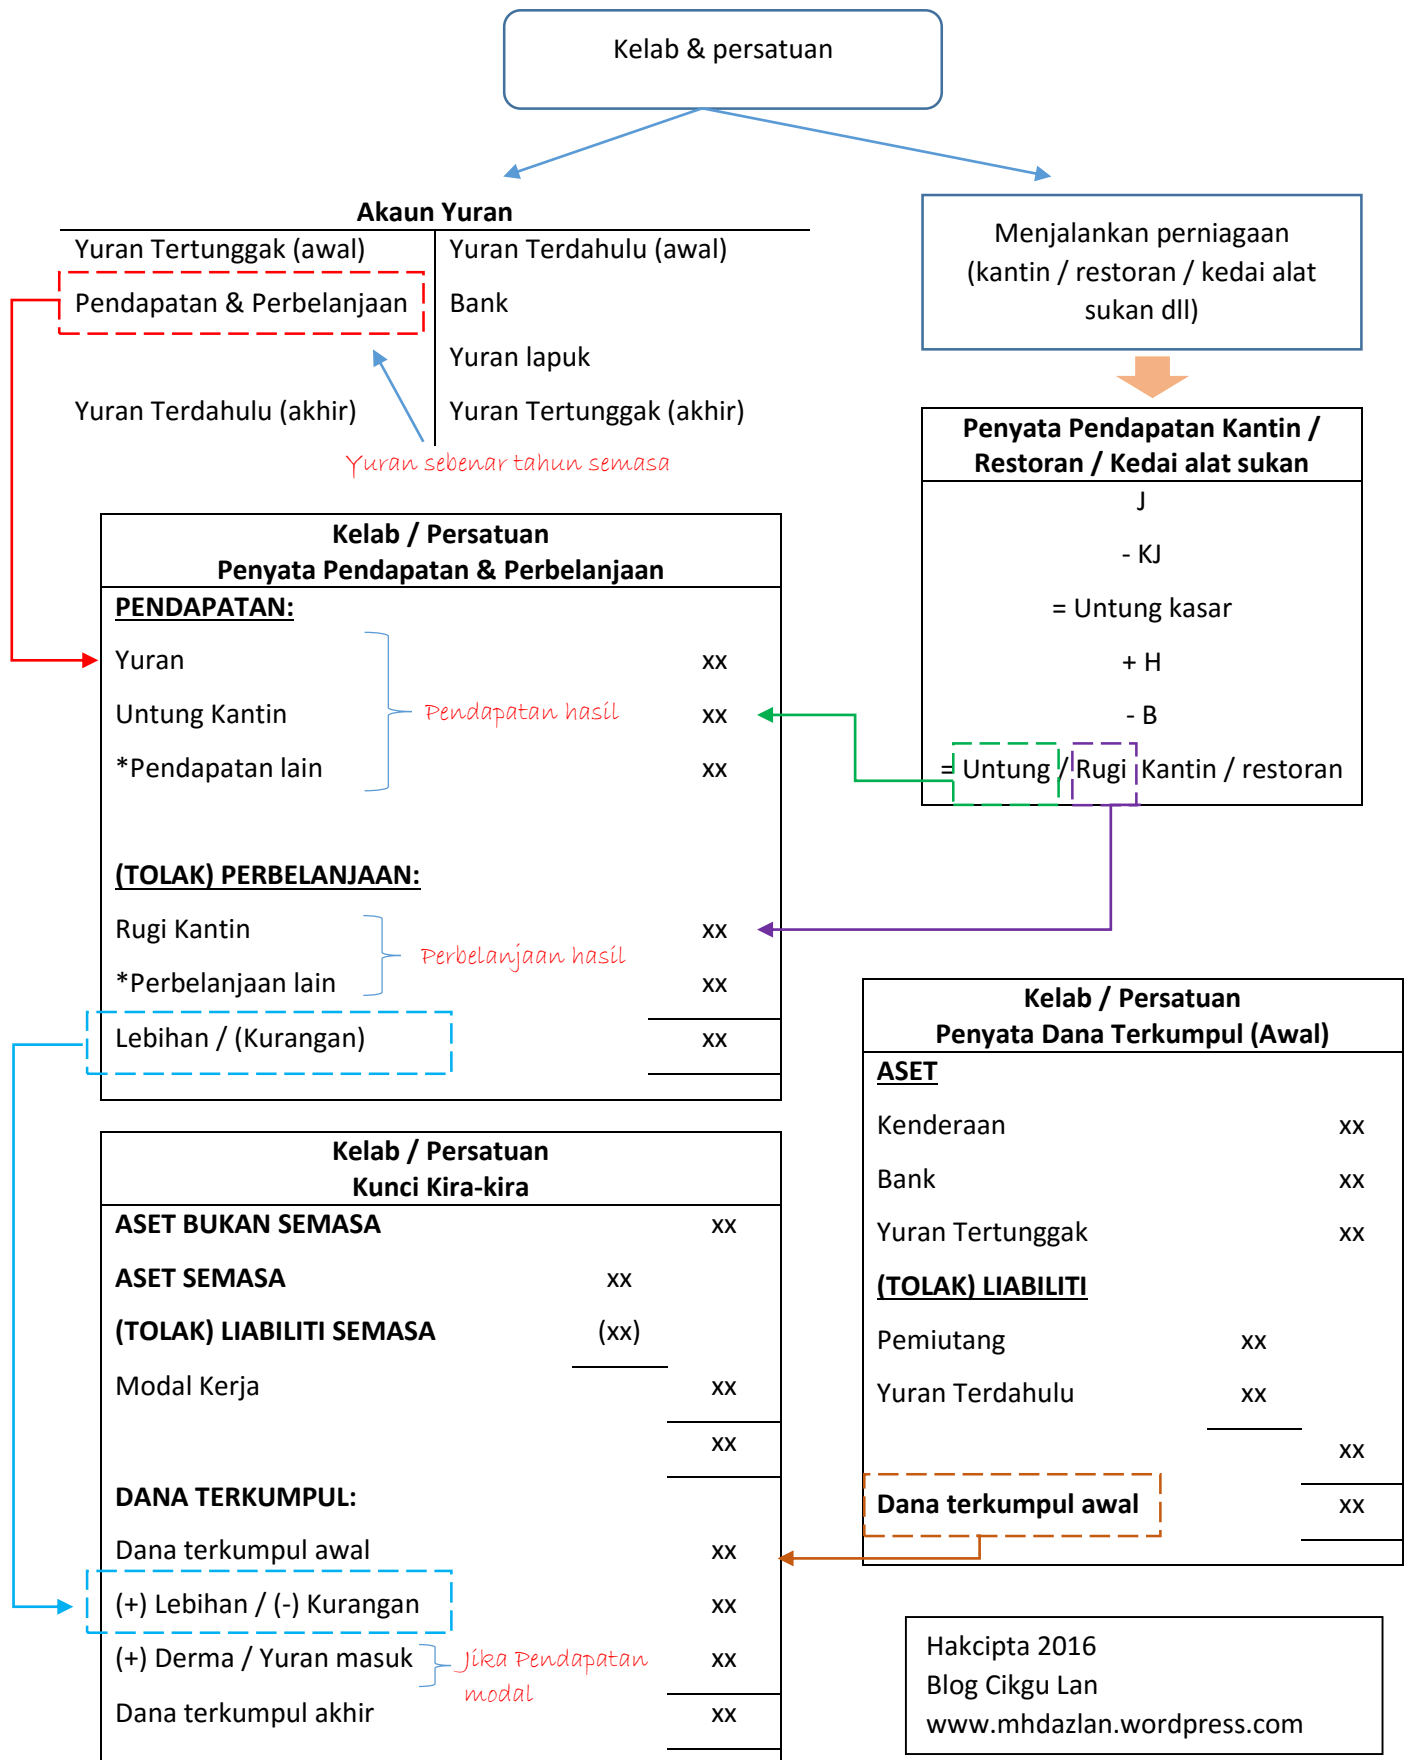 Kelab & persatuan
Akaun Yuran
Yuran Tertunggak (awal) Yuran Terdahulu (awal)
Pendapatan & Perbelanjaan Bank
Yuran lapuk
Yuran Terdahulu (akhir) Yuran Tertunggak (akhir)
Yuran sebenar tahun semasa
Menjalankan perniagaan
(kantin / restoran / kedai alat
sukan dll)
Penyata Pendapatan Kantin /
Restoran / Kedai alat sukan
J
- KJ
= Untung kasar
+ H
- B
= Untung / Rugi Kantin / restoran
Kelab / Persatuan
Penyata Pendapatan & Perbelanjaan
PENDAPATAN:
Yuran xx
Untung Kantin Pendapatan hasil xx
*Pendapatan lain xx
(TOLAK) PERBELANJAAN:
Rugi Kantin xx
Perbelanjaan hasil
*Perbelanjaan lain xx
Lebihan / (Kurangan) xx
Kelab / Persatuan
Penyata Dana Terkumpul (Awal)
ASET
Kenderaan xx
Bank xx
Yuran Tertunggak xx
(TOLAK) LIABILITI
Pemiutang xx
Yuran Terdahulu xx
xx
Dana terkumpul awal xx
Kelab / Persatuan
Kunci Kira-kira
ASET BUKAN SEMASA xx
ASET SEMASA xx
(TOLAK) LIABILITI SEMASA (xx)
Modal Kerja xx
xx
DANA TERKUMPUL:
Dana terkumpul awal xx
(+) Lebihan / (-) Kurangan xx
(+) Derma / Yuran masuk Jika Pendapatan xx
modal
Dana terkumpul akhir xx
Hakcipta 2016
Blog Cikgu Lan
www.mhdazlan.wordpress.com